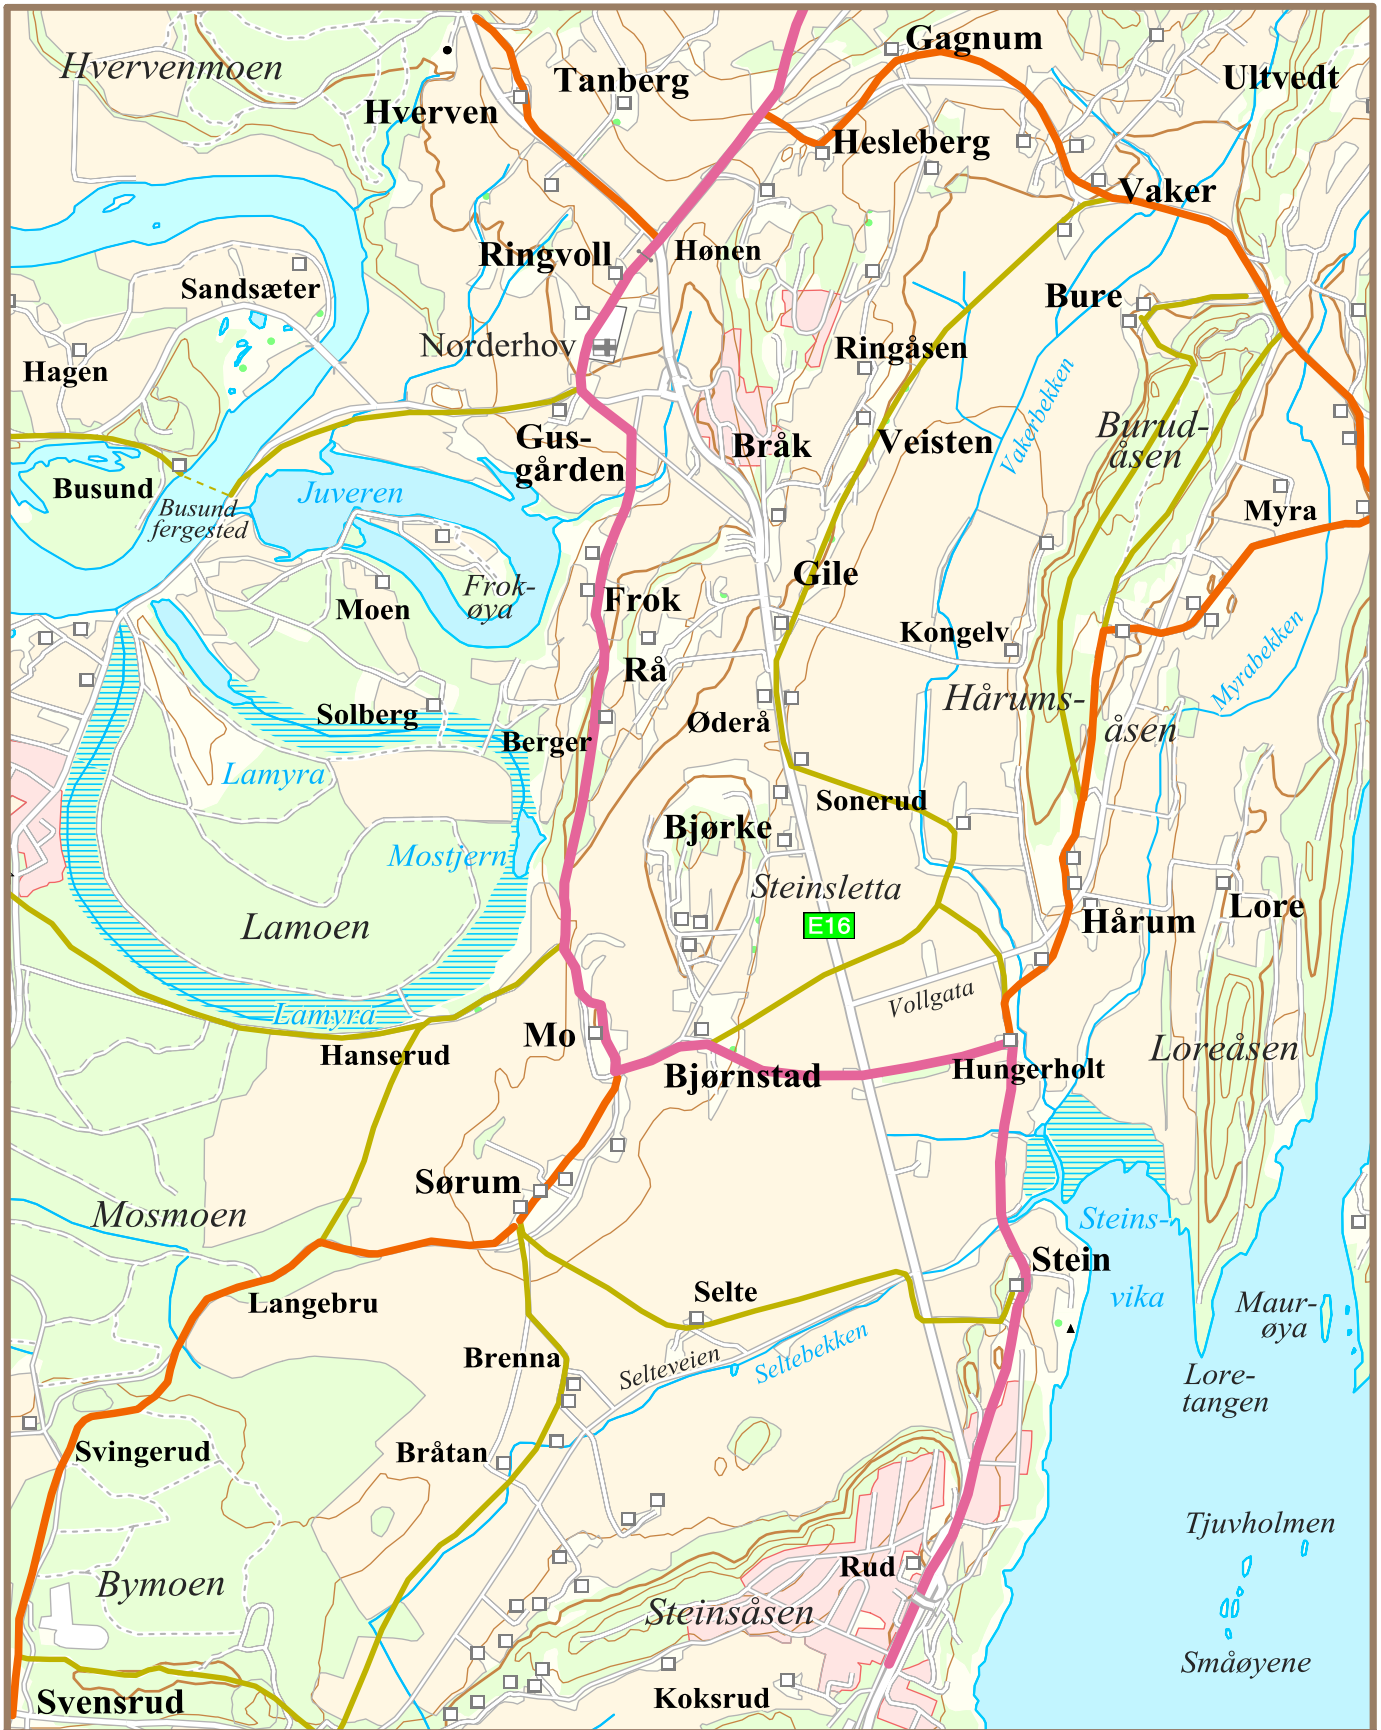 Gagnum
Hvervenmoen
Tanberg
Ultvedt
Hverven
Hesleberg
Vaker
Ringvoll
Hønen
Sandsæter
Bure
Norderhov
Ringåsen
Hagen
Vakerbekken
Burud-
åsen
Gus-
gården
Bråk
Veisten
Busund
Juveren
Busund
fergested
Myra
Gile
Frok-
øya
Moen
Frok
Kongelv
Rå
Myrabekken
Hårums-
åsen
Solberg
Øderå
Berger
Lamyra
Sonerud
Bjørke
Mostjern
Steinsletta
Lore
Lamoen
E16
Hårum
Vollgata
Lamyra
Mo
Hanserud
Loreåsen
Bjørnstad
Hungerholt
Sørum
Mosmoen
Steins-
vika
Stein
Selte
Langebru
Maur-
øya
Brenna
Selteveien
Seltebekken
Lore-
tangen
Svingerud
Bråtan
Tjuvholmen
Rud
Bymoen
Steinsåsen
Småøyene
Svensrud
Koksrud